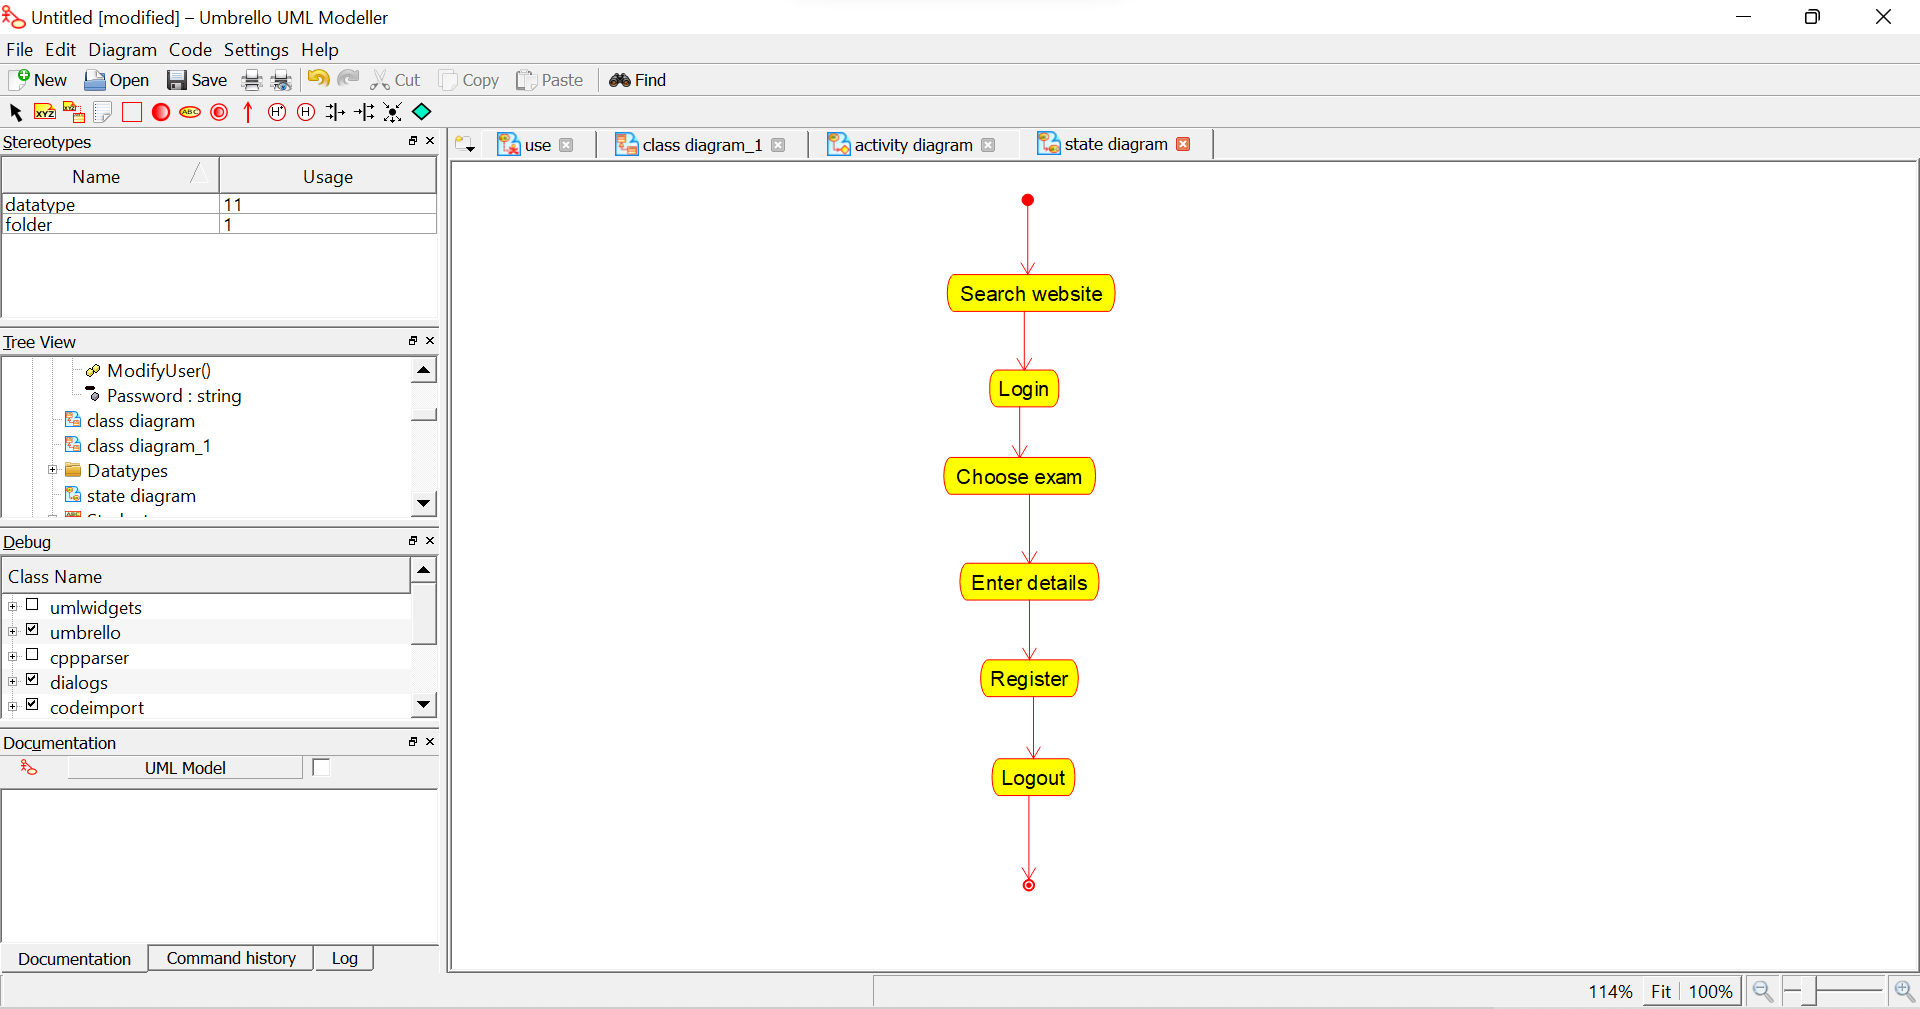 Untitled [modified] – Umbrello UML Modeller
File Edit Diagram Code Settings Help
New Open Save Cut Copy Paste Find
XYZ XYZ ABC H* H
Stereotypes
Name Usage
datatype 11
folder 1
Tree View
ModifyUser()
Password : string
class diagram
class diagram_1
Datatypes
state diagram
Debug
Class Name
umlwidgets
umbrello
cppparser
dialogs
codeimport
Documentation
UML Model
Documentation Command history Log
use class diagram_1 activity diagram state diagram
Search website
Login
Choose exam
Enter details
Register
Logout
114% Fit 100%